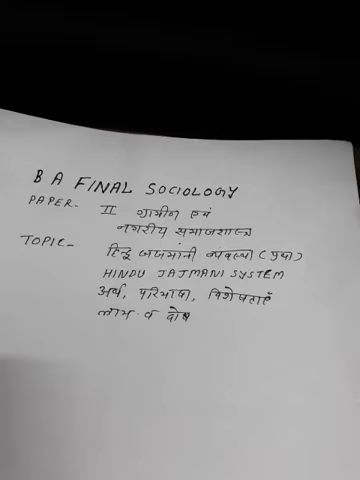 B A FINAL SOCIOLOGY
PAPER- II ग्रामीण एवं
नगरीय समाजशास्त्र
TOPIC- हिन्दू जजमानी व्यवस्था (प्रथा)
HINDU JAJMANI SYSTEM
अर्थ, परिभाषा, विशेषताएँ
लाभ व दोष